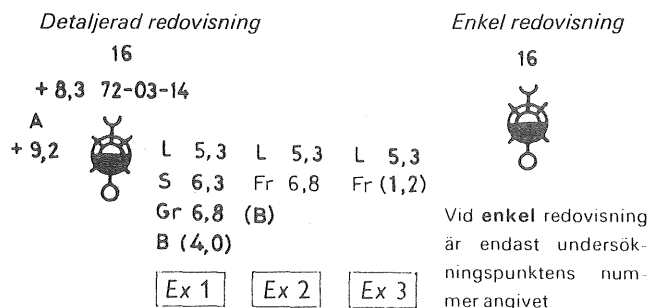 Detaljerad redovisning
16
+ 8,3 72-03-14
A
+ 9,2
L 5,3
S 6,3
Gr 6,8
B (4,0)
Ex 1
L 5,3
Fr 6,8
(B)
Ex 2
L 5,3
Fr (1,2)
Ex 3
Enkel redovisning
16
Vid enkel redovisning
är endast undersök-
ningspunktens num-
mer angivet